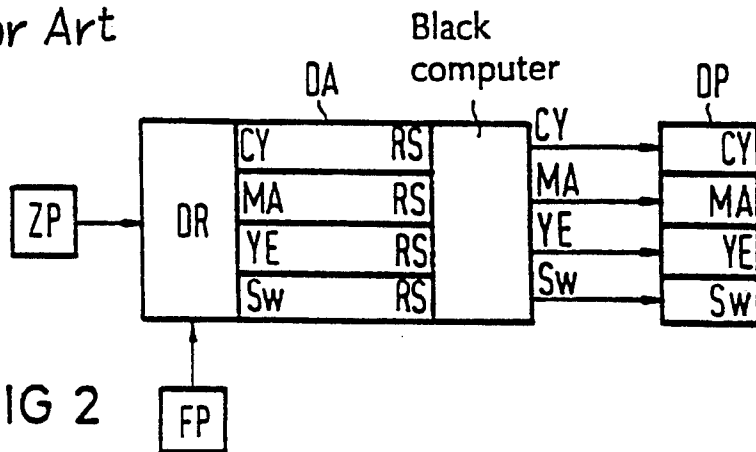 or Art
Black
computer
DA
DP
CY RS
CY
CY
MA RS
MA
MA
ZP
DR
YE RS
YE
YE
Sw RS
Sw
Sw
IG 2
FP